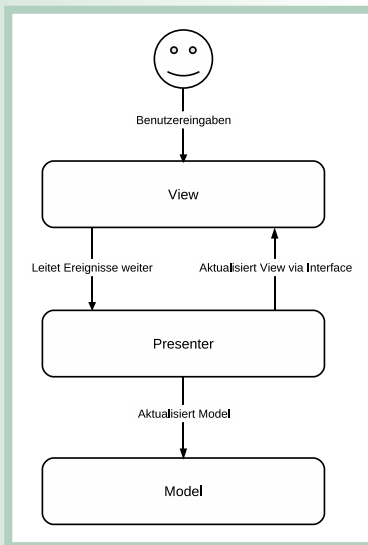 Benutzereingaben
View
Leitet Ereignisse weiter
Aktualisiert View via Interface
Presenter
Aktualisiert Model
Model